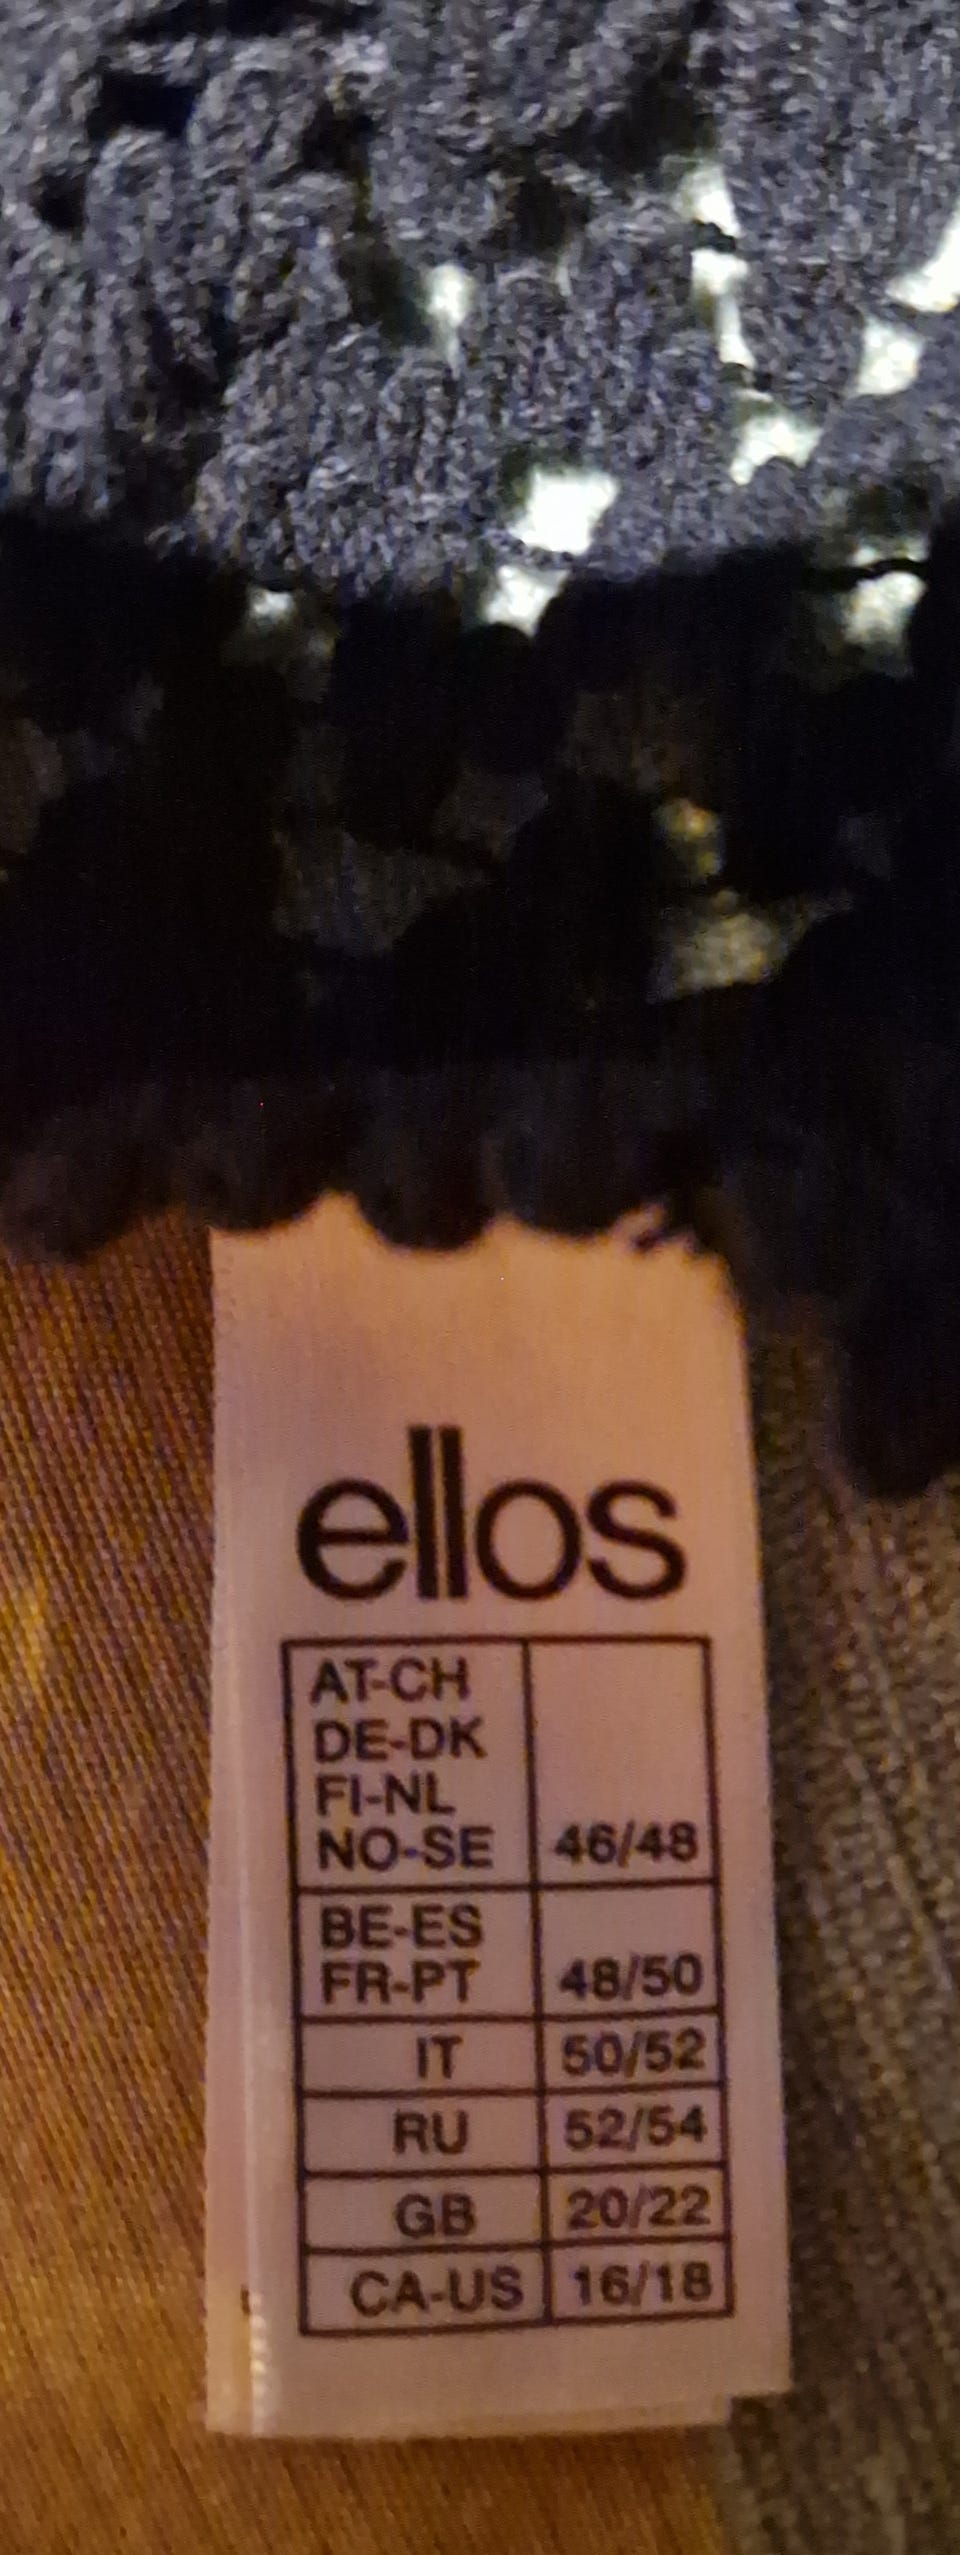 ellos
AT-CH
DE-DK
FI-NL
NO-SE 46/48
BE-ES
FR-PT 48/50
IT 50/52
RU 52/54
GB 20/22
CA-US 16/18